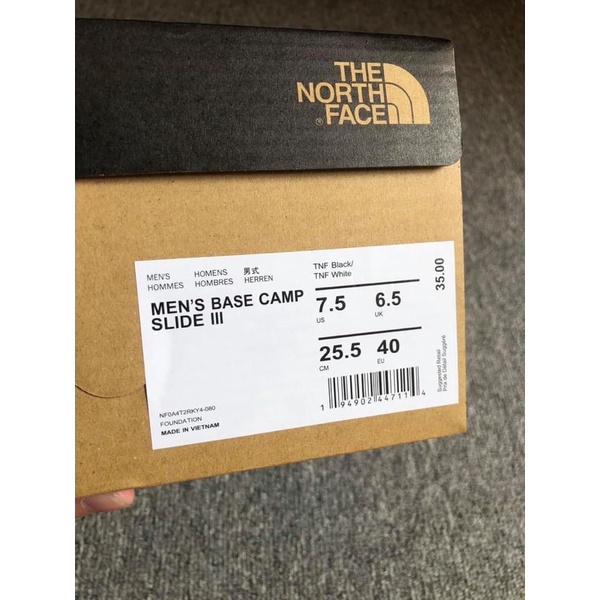 THE
NORTH
FACE
®
MEN'S HOMENS 男式
HOMMES HOMBRES HERREN
MEN'S BASE CAMP
SLIDE III
NF0A4T2RKY4-080
FOUNDATION
MADE IN VIETNAM
TNF Black/
TNF White
7.5 6.5
US UK
25.5 40
CM EU
1 94902 44711 4
35.00
Suggested Retail
Prix de Détail Suggéré